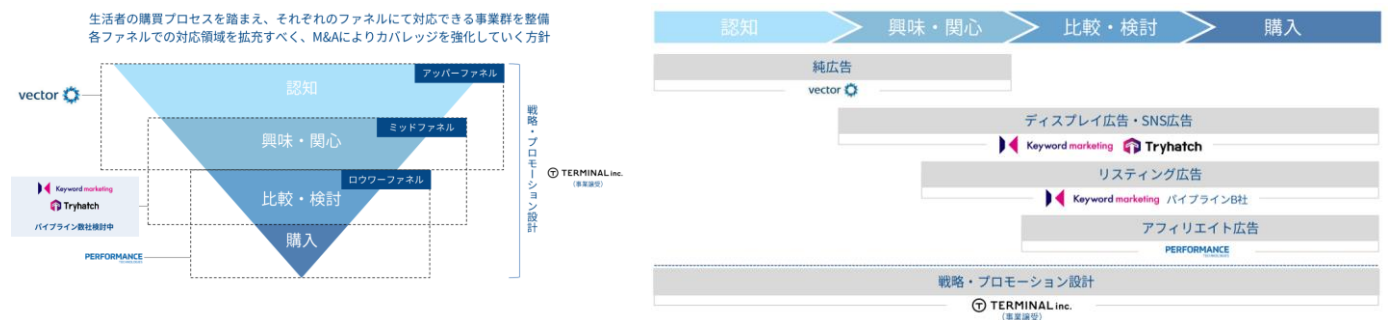 生活者の購買プロセスを踏まえ、それぞれのファネルにて対応できる事業群を整備
各ファネルでの対応領域を拡充すべく、M&Aによりカバレッジを強化していく方針
アッパーファネル
認知
vector
ミッドファネル
興味・関心
ロウワーファネル
比較・検討
Keyword marketing
Tryhatch
パイプライン数社検討中
購入
PERFORMANCE
戦略・プロモーション設計
TERMINAL inc.
(事業譲受)
認知
興味・関心
比較・検討
購入
純広告
vector
ディスプレイ広告・SNS広告
Keyword marketing Tryhatch
リスティング広告
Keyword marketing パイプラインB社
アフィリエイト広告
PERFORMANCE
戦略・プロモーション設計
TERMINAL inc.
(事業譲受)